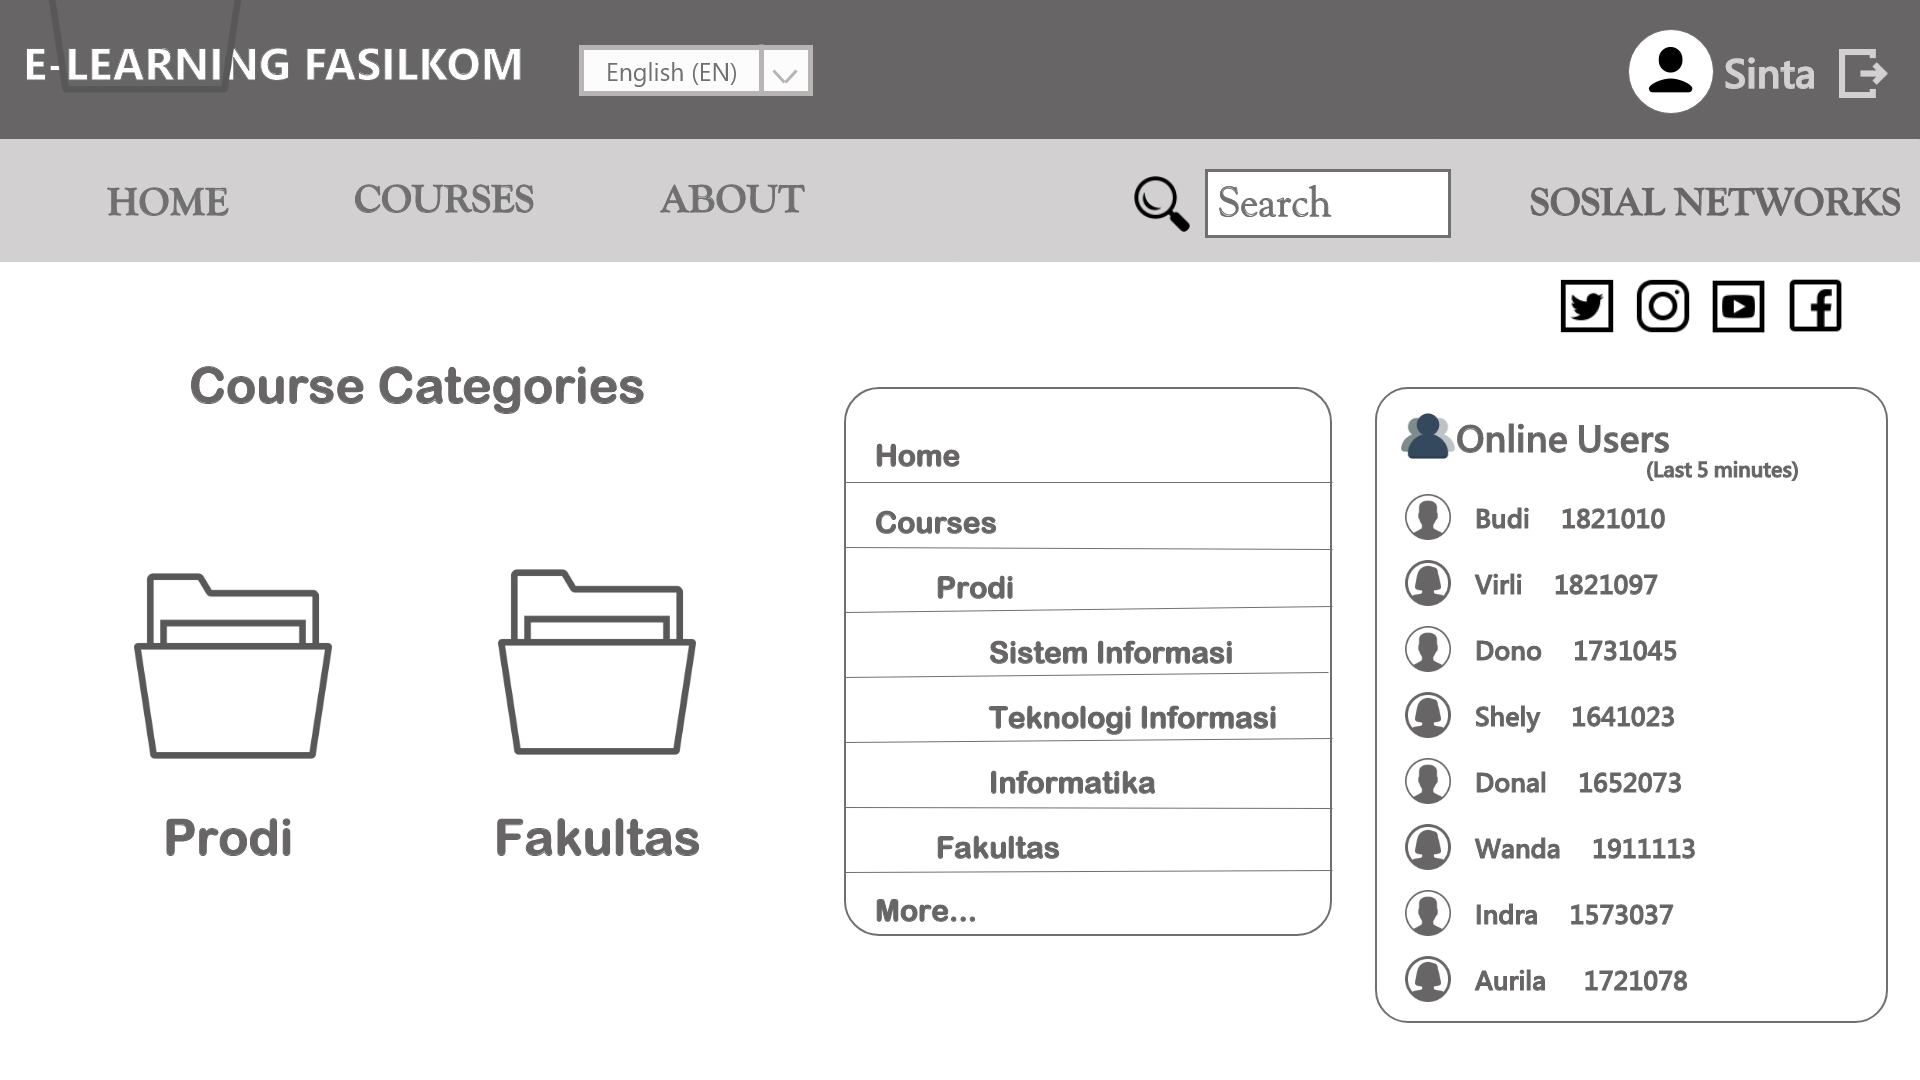 E-LEARNING FASILKOM
English (EN)
Sinta
HOME
COURSES
ABOUT
Search
SOSIAL NETWORKS
Course Categories
Prodi
Fakultas
Home
Courses
Prodi
Sistem Informasi
Teknologi Informasi
Informatika
Fakultas
More...
Online Users
(Last 5 minutes)
Budi 1821010
Virli 1821097
Dono 1731045
Shely 1641023
Donal 1652073
Wanda 1911113
Indra 1573037
Aurila 1721078